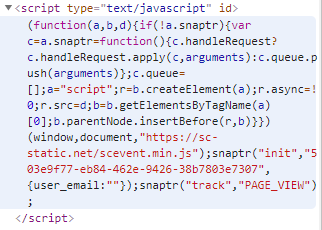 <script type="text/javascript" id>
(function(a,b,d){if(!a.snaptr){var
c=a.snaptr=function(){c.handleRequest?
c.handleRequest.apply(c,arguments):c.queue.p
ush(arguments)};c.queue=
[];a="script";r=b.createElement(a);r.async=!
0;r.src=d;b=b.getElementsByTagName(a)
[0];b.parentNode.insertBefore(r,b)}})
(window,document,"https://sc-
static.net/scevent.min.js");snaptr("init","5
03e9f77-eb84-462e-9426-38b7803e7307",
{user_email:""});snaptr("track","PAGE_VIEW")
;
</script>